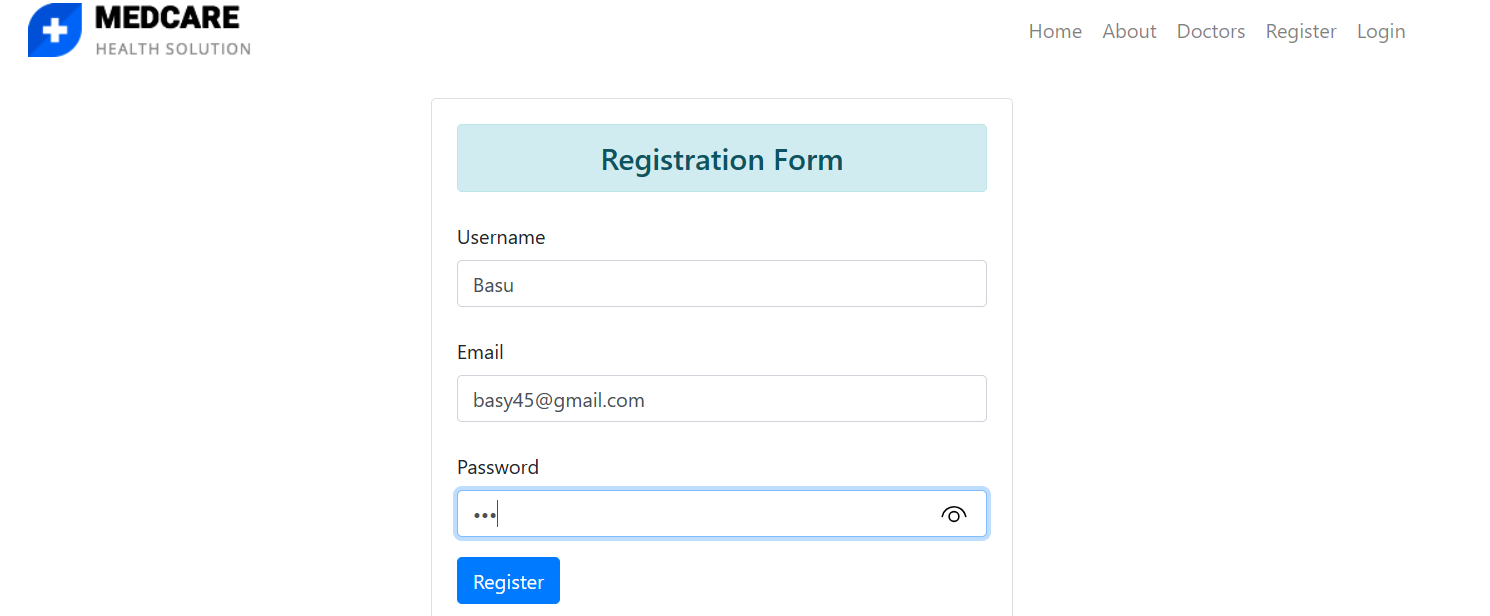 MEDCARE
HEALTH SOLUTION
Home About Doctors Register Login
Registration Form
Username
Basu
Email
basy45@gmail.com
Password
•••
Register